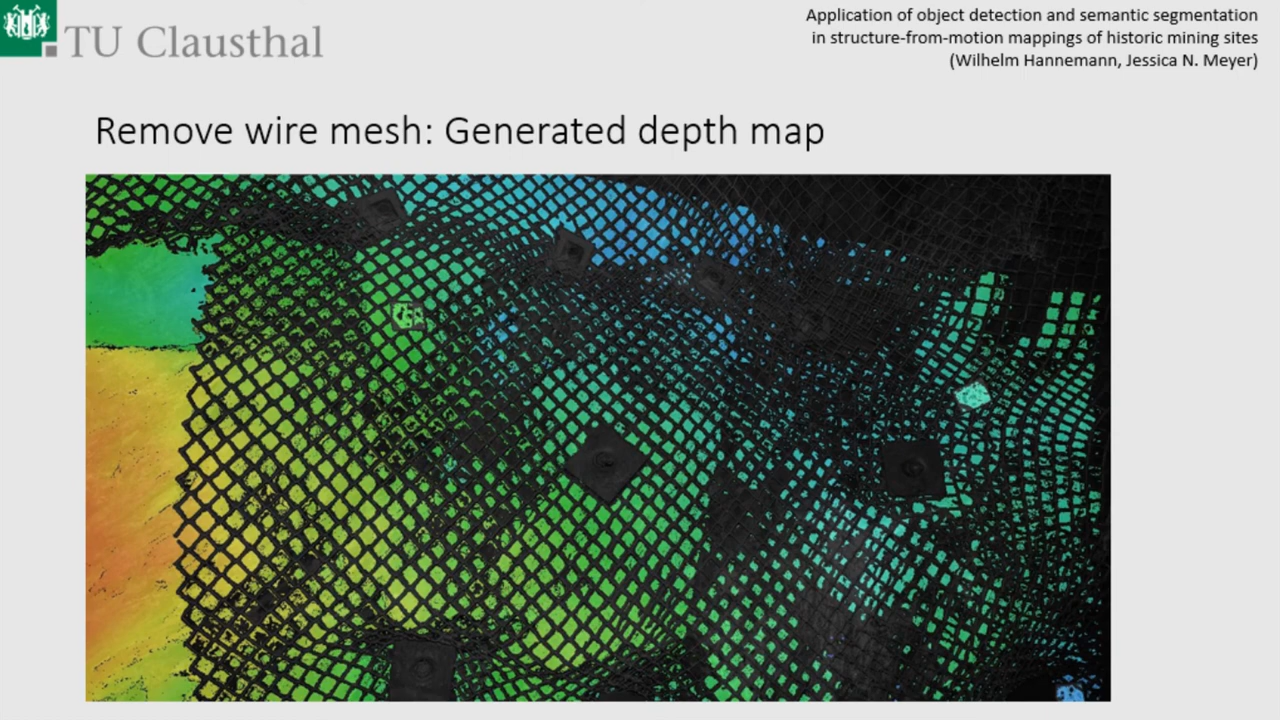 TU Clausthal
Application of object detection and semantic segmentation
in structure-from-motion mappings of historic mining sites
(Wilhelm Hannemann, Jessica N. Meyer)
Remove wire mesh: Generated depth map